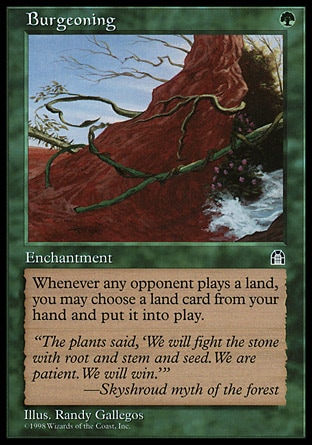 Burgeoning
Enchantment
Whenever any opponent plays a land,
you may choose a land card from your
hand and put it into play.
"The plants said, 'We will fight the stone
with root and stem and seed. We are
patient. We will win.'"
—Skyshroud myth of the forest
Illus. Randy Gallegos
©1998 Wizards of the Coast, Inc.